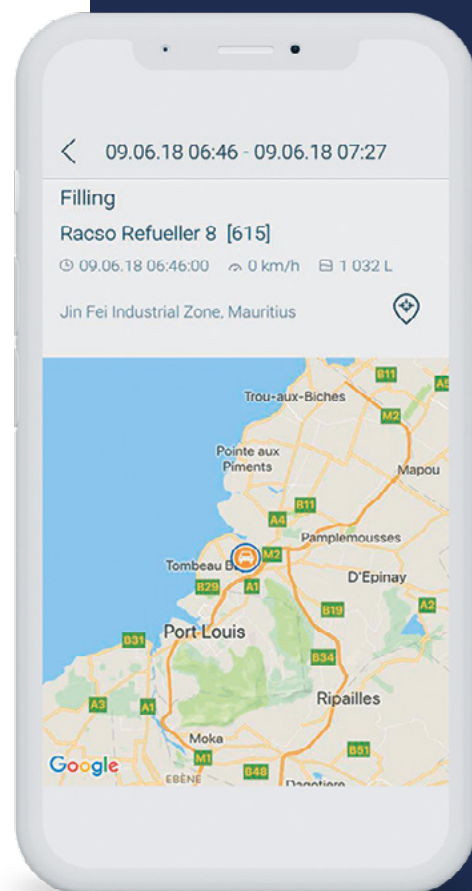 09.06.18 06:46 - 09.06.18 07:27
Filling
Racso Refueller 8 [615]
09.06.18 06:46:00 0 km/h 1 032 L
Jin Fei Industrial Zone, Mauritius
B11
A5
Trou-aux-Biches
M2
Pointe aux
Piments
Mapou
B11
A4
Pamplemousses
Tombeau B
M2
D'Epinay
B29
A1
A2
B19
B31
Port Louis
B34
Ripailles
A3
A1
Moka
M1
B51
Google
EBÈNE
B48
Dagotiere